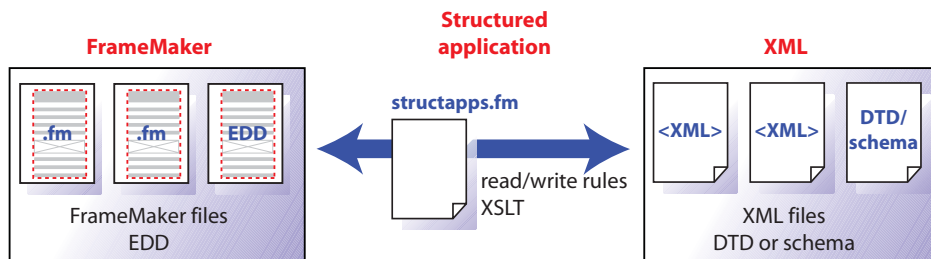 FrameMaker
.fm
.fm
EDD
FrameMaker files
EDD
Structured
application
structapps.fm
read/write rules
XSLT
XML
<XML>
<XML>
DTD/
schema
XML files
DTD or schema